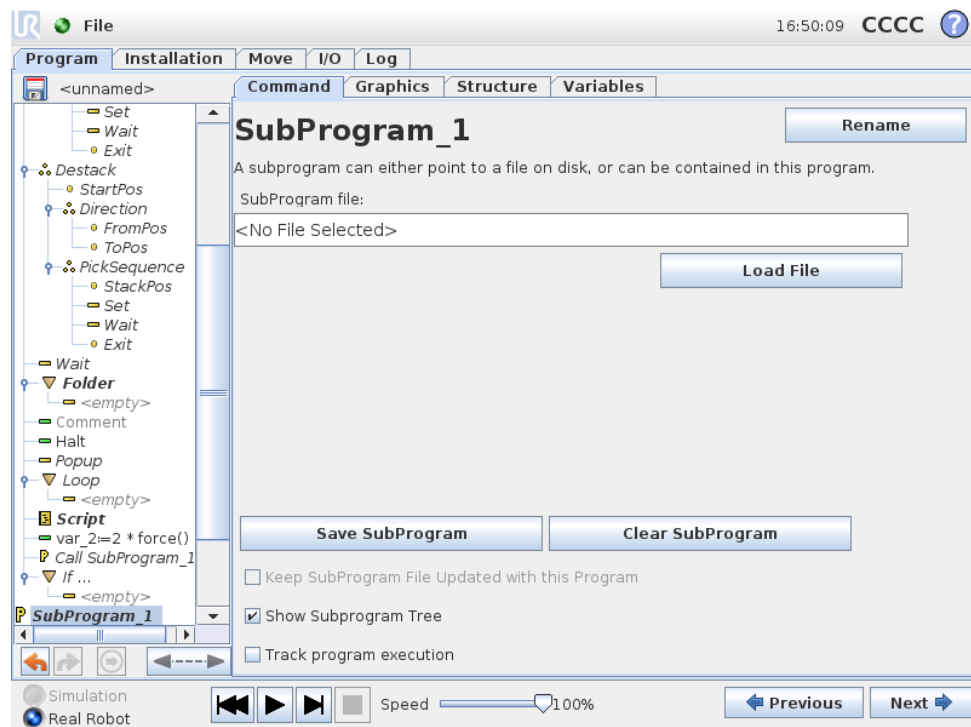 UR File 16:50:09 CCCC ?
Program Installation Move I/O Log
<unnamed>
Command Graphics Structure Variables
Set
Wait
Exit
Destack
StartPos
Direction
FromPos
ToPos
PickSequence
StackPos
Set
Wait
Exit
Wait
Folder
<empty>
Comment
Halt
Popup
Loop
<empty>
Script
var_2:=2 * force()
Call SubProgram_1
If ...
<empty>
SubProgram_1
SubProgram_1
Rename
A subprogram can either point to a file on disk, or can be contained in this program.
SubProgram file:
<No File Selected>
Load File
Save SubProgram Clear SubProgram
Keep SubProgram File Updated with this Program
Show Subprogram Tree
Track program execution
Simulation
Real Robot
Speed 100%
Previous Next